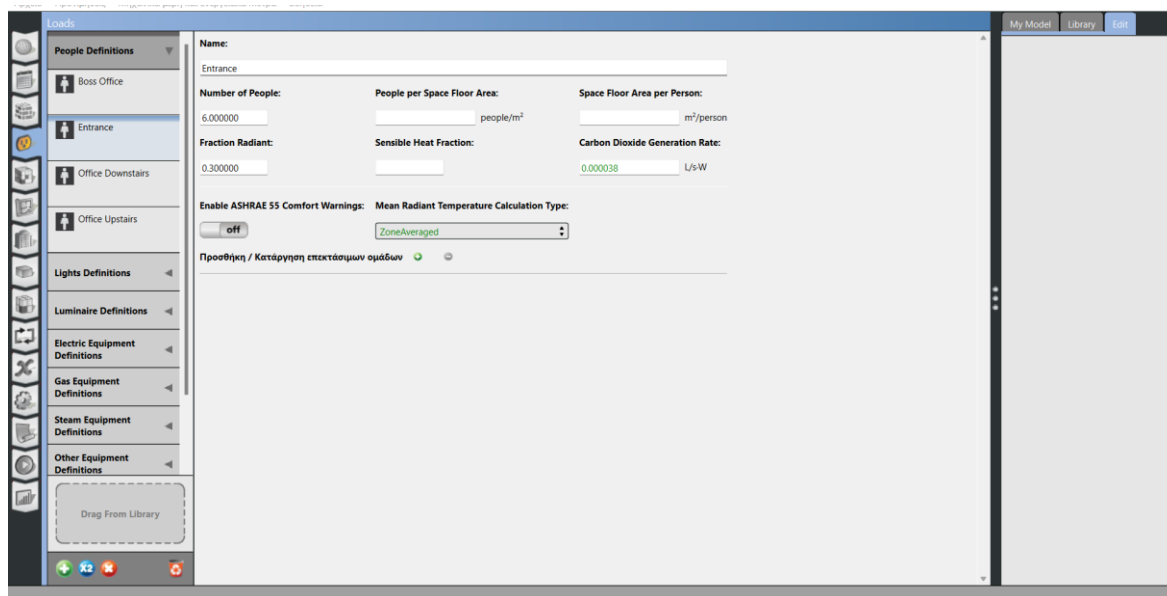 Loads
My Model Library Edit
People Definitions
Boss Office
Entrance
Office Downstairs
Office Upstairs
Lights Definitions
Luminaire Definitions
Electric Equipment
Definitions
Gas Equipment
Definitions
Steam Equipment
Definitions
Other Equipment
Definitions
Drag From Library
x2
Name:
Entrance
Number of People: People per Space Floor Area: Space Floor Area per Person:
6.000000 people/m² m²/person
Fraction Radiant: Sensible Heat Fraction: Carbon Dioxide Generation Rate:
0.300000 0.000038 L/s·W
Enable ASHRAE 55 Comfort Warnings: Mean Radiant Temperature Calculation Type:
off ZoneAveraged
Προσθήκη / Κατάργηση επεκτάσιμων ομάδων